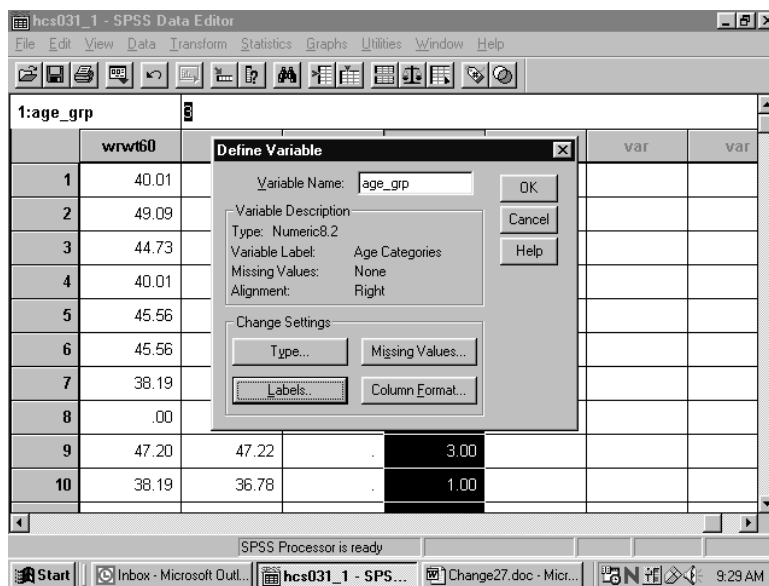 hcs031_1 - SPSS Data Editor
File Edit View Data Transform Statistics Graphs Utilities Window Help
1:age_grp 3
wrwt60 var var
1 40.01
2 49.09
3 44.73
4 40.01
5 45.56
6 45.56
7 38.19
8 .00
9 47.20 47.22 . 3.00
10 38.19 36.78 . 1.00
Define Variable
Variable Name: age_grp
OK
Variable Description
Cancel
Type: Numeric8.2
Variable Label: Age Categories
Help
Missing Values: None
Alignment: Right
Change Settings
Type... Missing Values...
Labels.. Column Format...
SPSS Processor is ready
Start Inbox - Microsoft Outl... hcs031_1 - SPS... Change27.doc - Micr... 9:29 AM